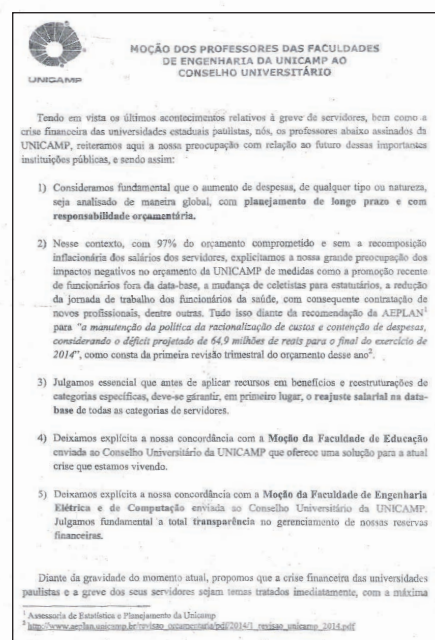 UNICAMP
MOÇÃO DOS PROFESSORES DAS FACULDADES
DE ENGENHARIA DA UNICAMP AO
CONSELHO UNIVERSITÁRIO
Tendo em vista os últimos acontecimentos relativos à greve de servidores, bem como a
crise financeira das universidades estaduais paulistas, nós, os professores abaixo assinados da
UNICAMP, reiteramos aqui a nossa preocupação com relação ao futuro dessas importantes
instituições públicas, e sendo assim:
1) Consideramos fundamental que o aumento de despesas, de qualquer tipo ou natureza,
seja analisado de maneira global, com planejamento de longo prazo e com
responsabilidade orçamentária.
2) Nesse contexto, com 97% do orçamento comprometido e sem a recomposição
inflacionária dos salários dos servidores, explicitamos a nossa grande preocupação dos
impactos negativos no orçamento da UNICAMP de medidas como a promoção recente
de funcionários fora da data-base, a mudança de celetistas para estatutários, a redução
da jornada de trabalho dos funcionários da saúde, com consequente contratação de
novos profissionais, dentre outras. Tudo isso diante da recomendação da AEPLAN1
para "a manutenção da política da racionalização de custos e contenção de despesas,
considerando o déficit projetado de 64,9 milhões de reais para o final do exercício de
2014", como consta da primeira revisão trimestral do orçamento desse ano2.
3) Julgamos essencial que antes de aplicar recursos em benefícios e reestruturações de
categorias específicas, deve-se garantir, em primeiro lugar, o reajuste salarial na data-
base de todas as categorias de servidores.
4) Deixamos explícita a nossa concordância com a Moção da Faculdade de Educação
enviada ao Conselho Universitário da UNICAMP que oferece uma solução para a atual
crise que estamos vivendo.
5) Deixamos explícita a nossa concordância com a Moção da Faculdade de Engenharia
Elétrica e de Computação enviada ao Conselho Universitário da UNICAMP.
Julgamos fundamental a total transparência no gerenciamento de nossas reservas
financeiras.
Diante da gravidade do momento atual, propomos que a crise financeira das universidades
paulistas e a greve dos seus servidores sejam temas tratados imediatamente, com a máxima
1 Assessoria de Estatística e Planejamento da Unicamp
2 http://www.aeplan.unicamp.br/revisao_orcamentaria/pdf/2014/1_revisao_unicamp_2014.pdf